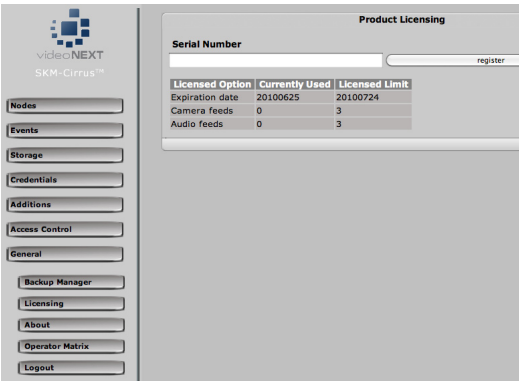 videoNEXT
SKM-Cirrus™
Nodes
Events
Storage
Credentials
Additions
Access Control
General
Backup Manager
Licensing
About
Operator Matrix
Logout
Product Licensing
Serial Number
register
Licensed Option Currently Used Licensed Limit
Expiration date 20100625 20100724
Camera feeds 0 3
Audio feeds 0 3